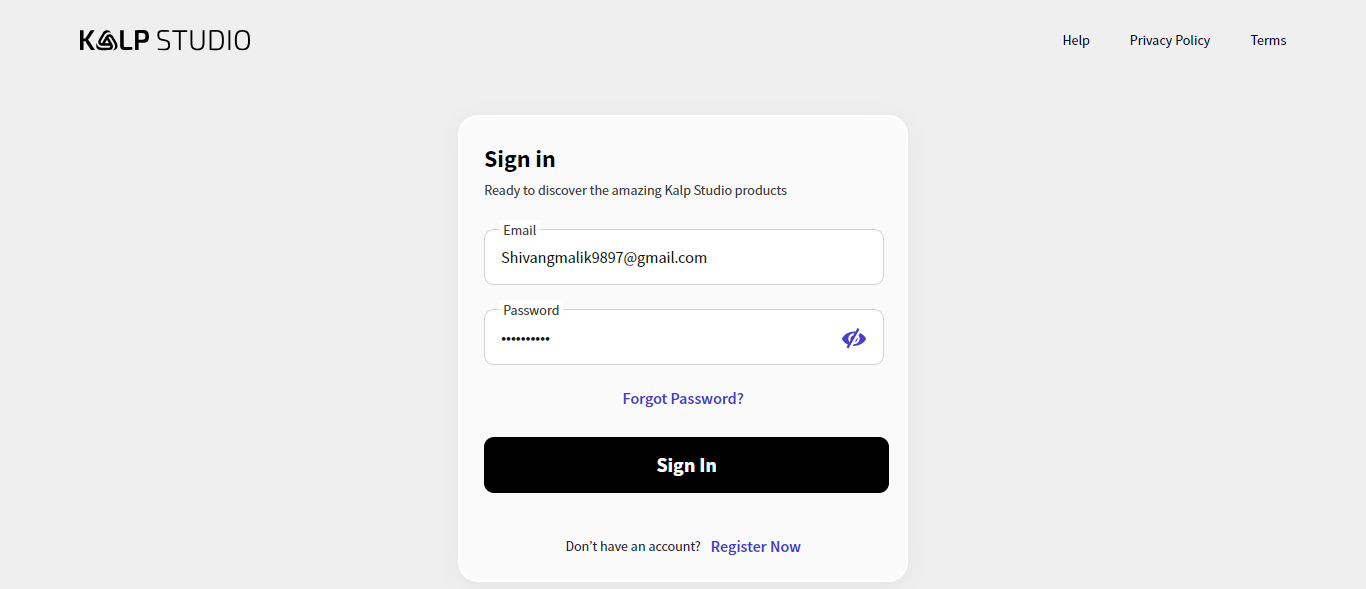 KALP STUDIO
Help
Privacy Policy
Terms
Sign in
Ready to discover the amazing Kalp Studio products
Email
Shivangmalik9897@gmail.com
Password
••••••••••
Forgot Password?
Sign In
Don't have an account? Register Now